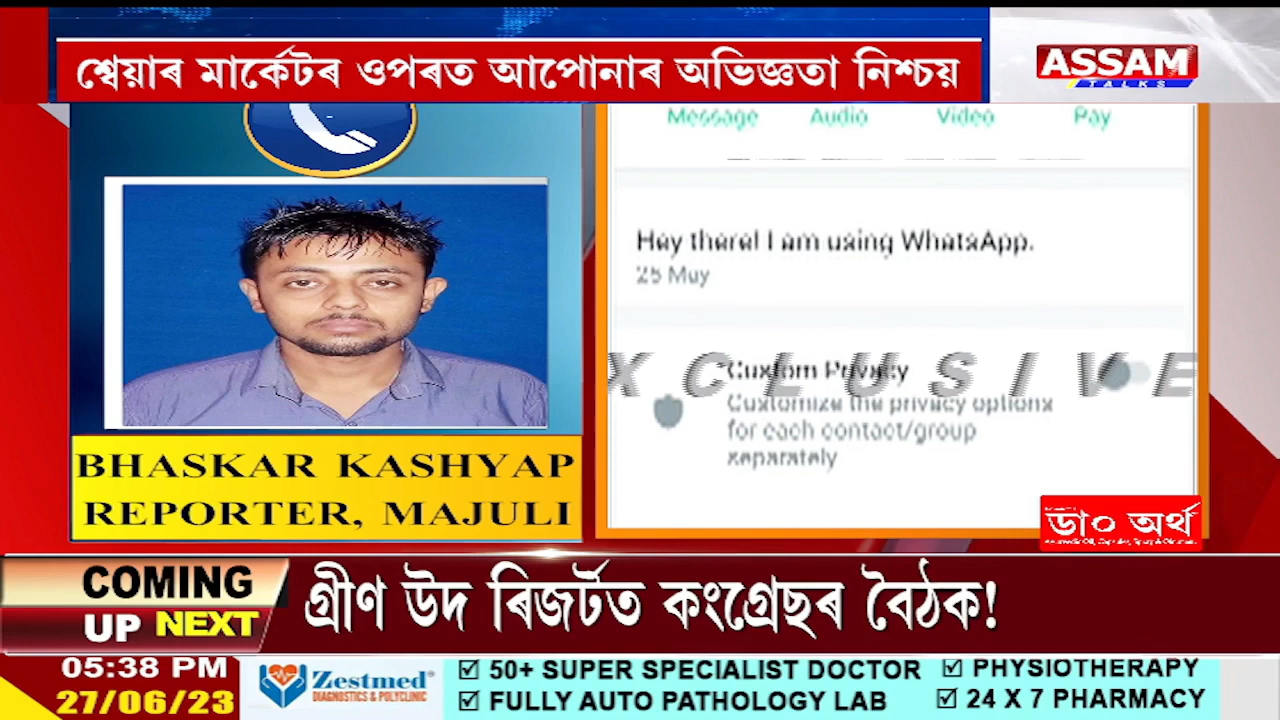 শ্বেয়াৰ মার্কেটৰ ওপৰত আপোনাৰ অভিজ্ঞতা নিশ্চয়
ASSAM
TALKS
Message Audio Video Pay
Hey there! I am using WhatsApp.
25 May
XCLUSIVE
Custom Privacy
Customize the privacy options
for each contact/group
separately
BHASKAR KASHYAP
REPORTER, MAJULI
ডা০ অৰ্থ
COMING
UP NEXT
গ্ৰীণ উদ ৰিজৰ্টত কংগ্ৰেছৰ বৈঠক!
05:38 PM
27/06/23
Zestmed
DIAGNOSTICS & POLYCLINIC
☑ 50+ SUPER SPECIALIST DOCTOR ☑ PHYSIOTHERAPY
☑ FULLY AUTO PATHOLOGY LAB ☑ 24 X 7 PHARMACY